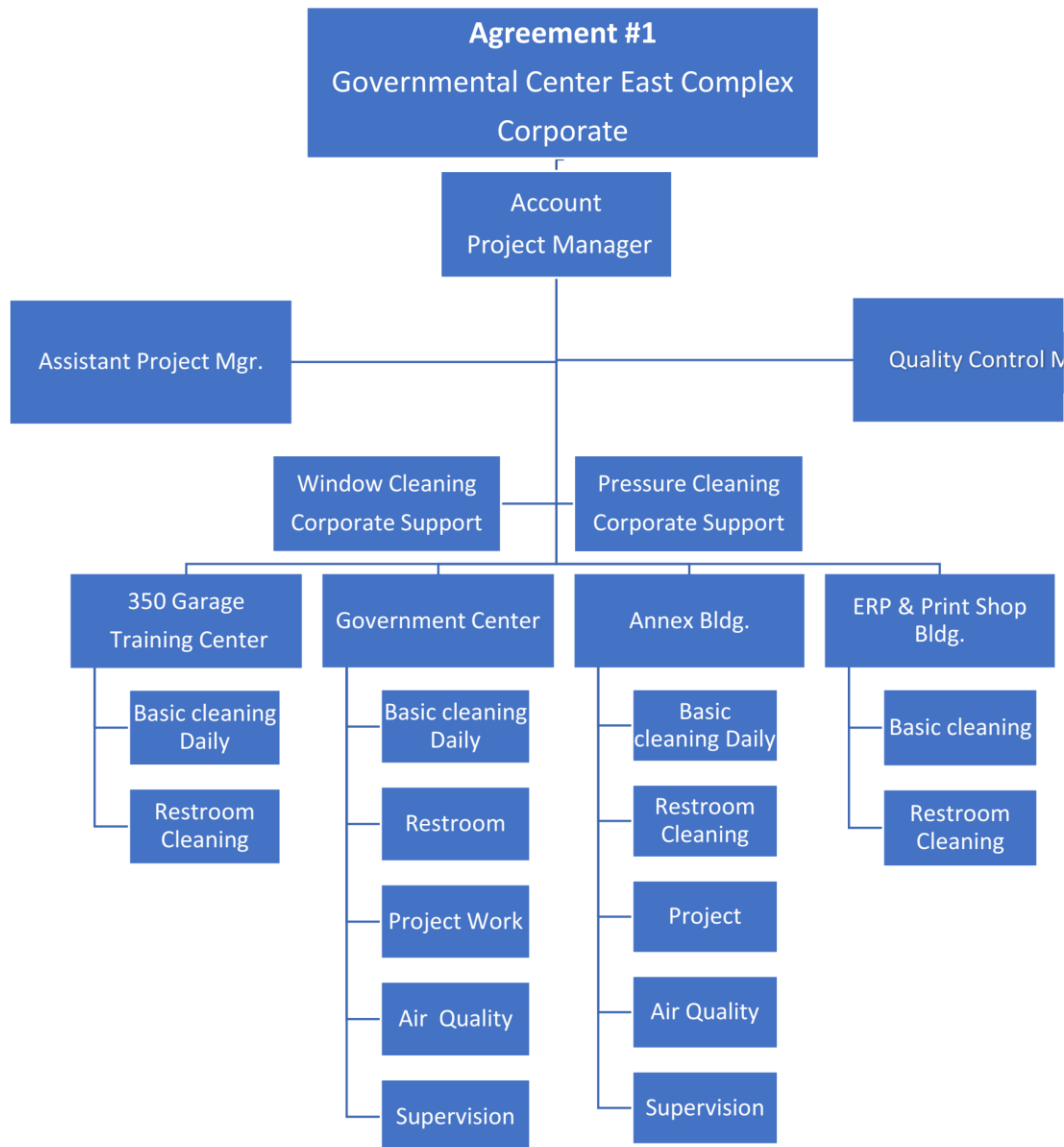 Agreement #1
Governmental Center East Complex
Corporate
Account
Project Manager
Assistant Project Mgr.
Quality Control M
Window Cleaning
Corporate Support
Pressure Cleaning
Corporate Support
350 Garage
Training Center
Government Center
Annex Bldg.
ERP & Print Shop
Bldg.
Basic cleaning
Daily
Restroom
Cleaning
Basic cleaning
Daily
Restroom
Project Work
Air Quality
Supervision
Basic
cleaning Daily
Restroom
Cleaning
Project
Air Quality
Supervision
Basic cleaning
Restroom
Cleaning